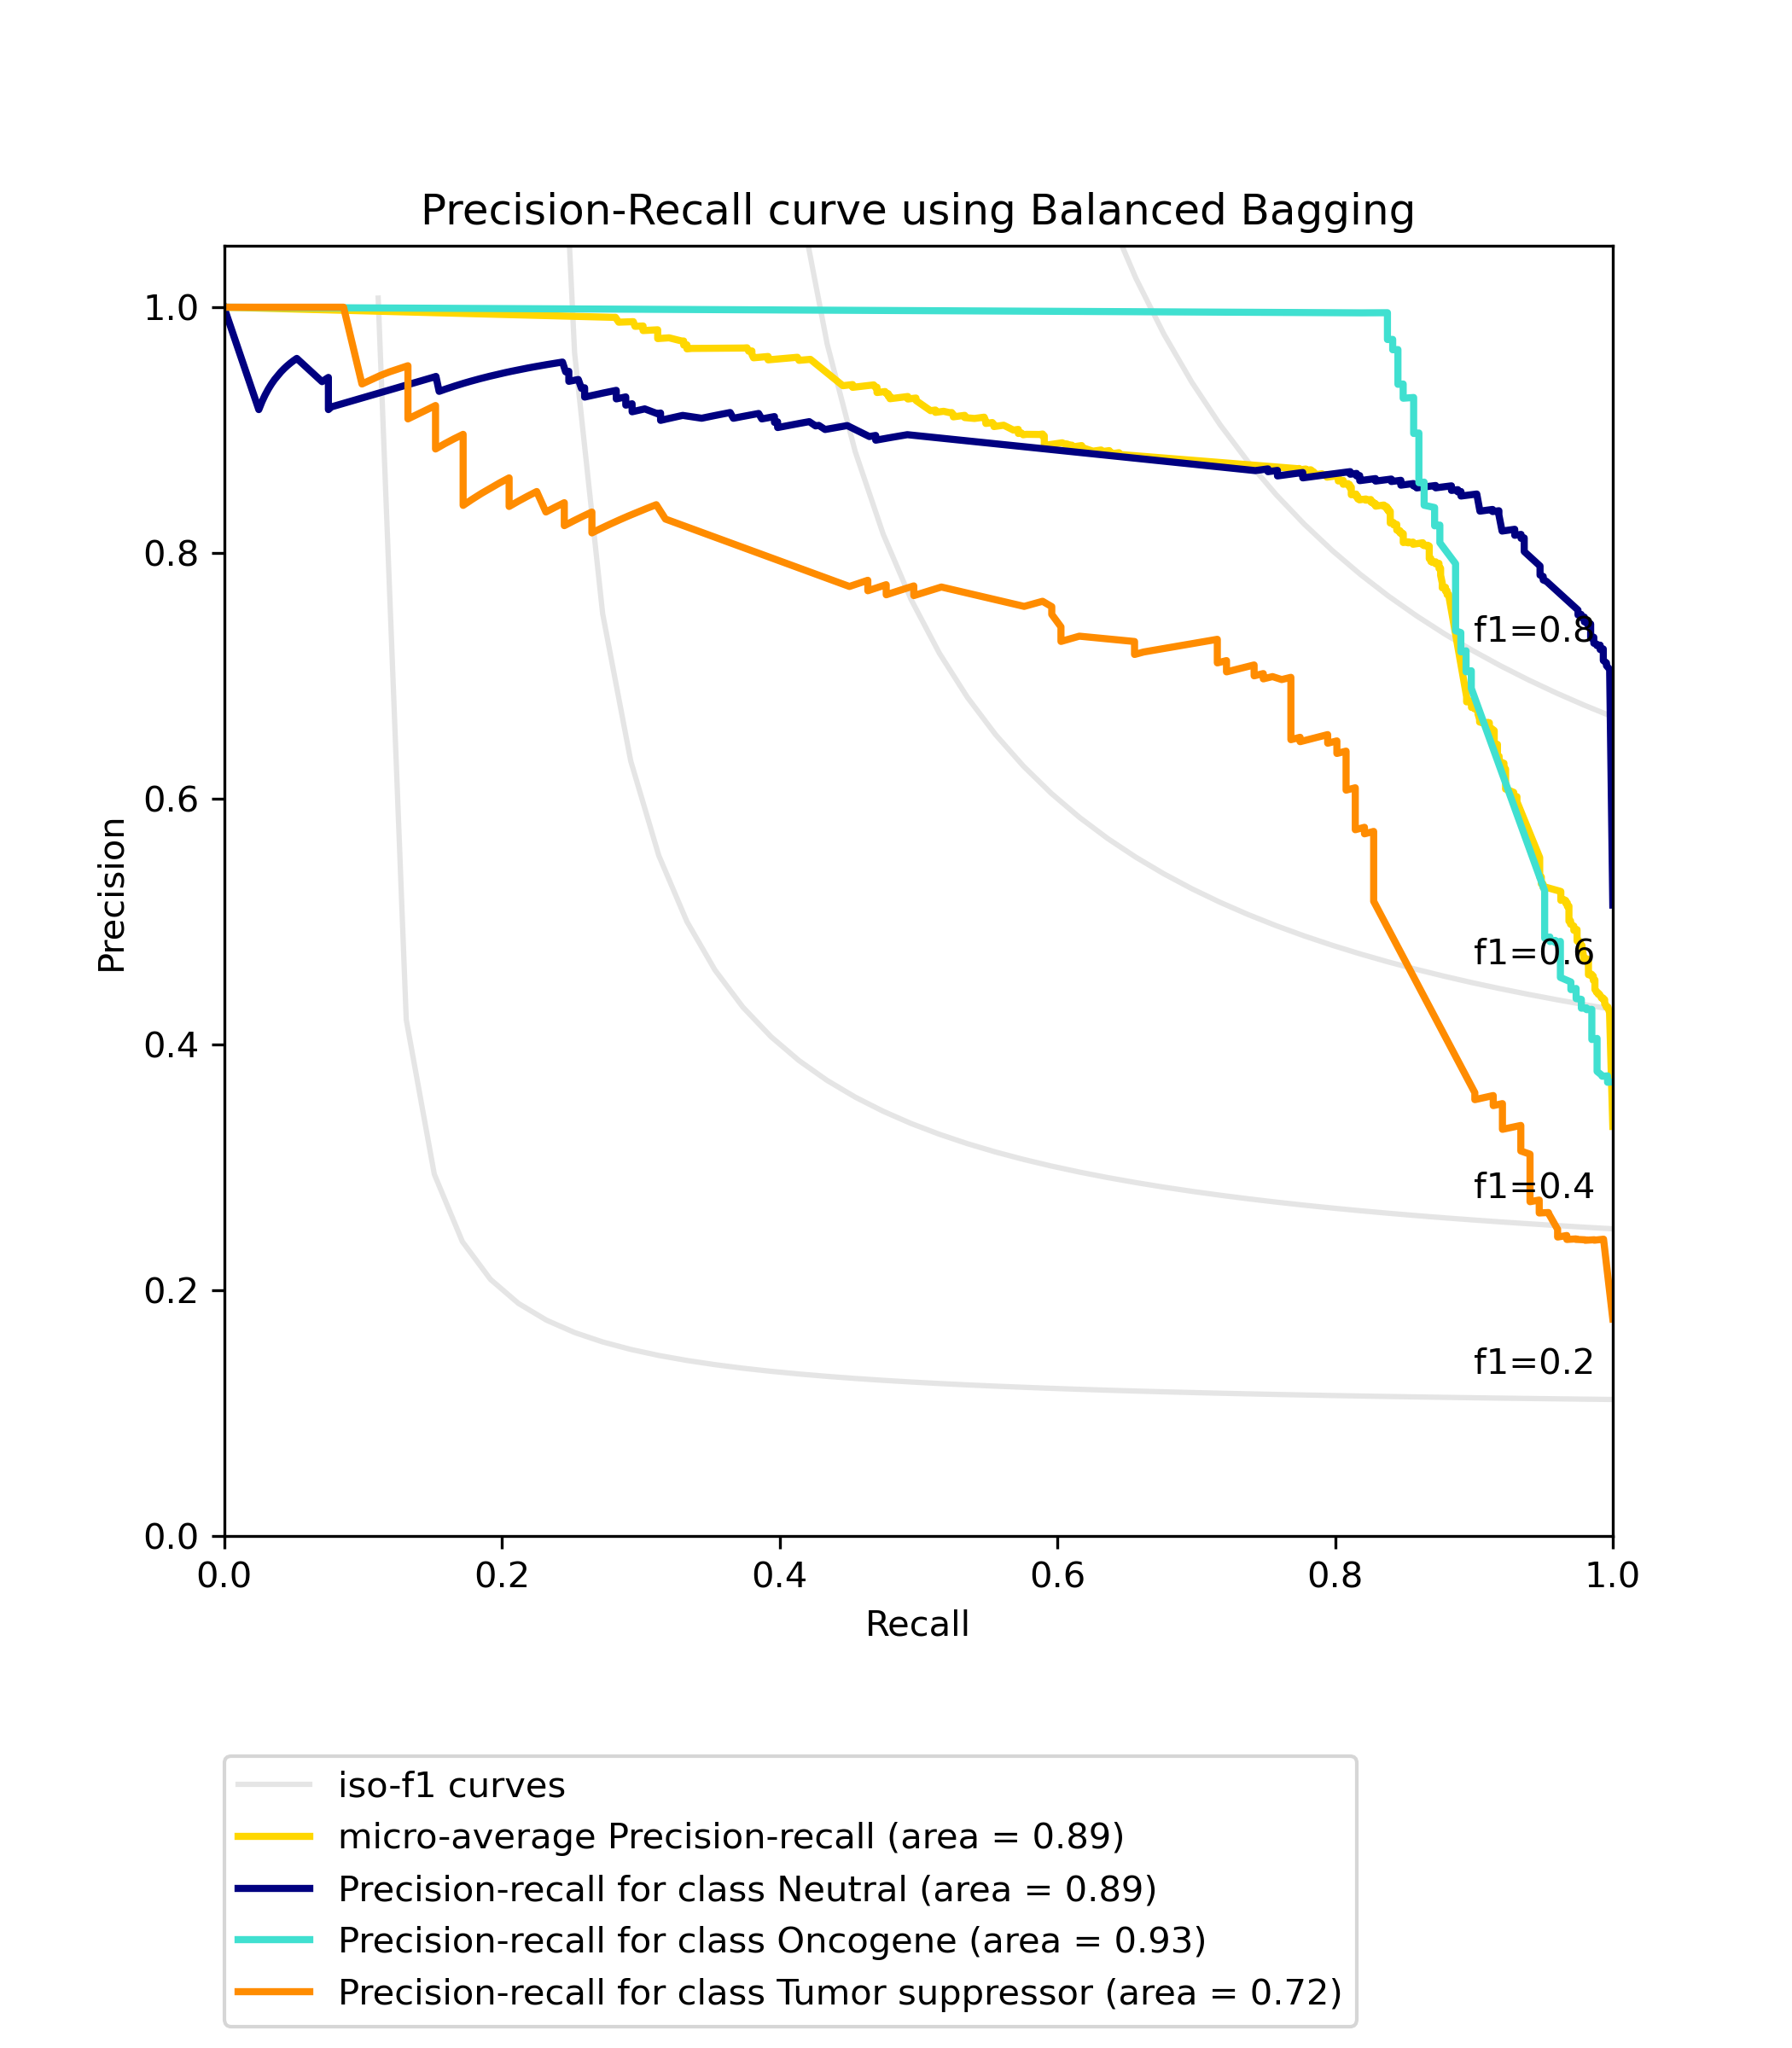 Precision-Recall curve using Balanced Bagging
1.0
0.8
0.6
0.4
0.2
0.0
Precision
f1=0.8
f1=0.6
f1=0.4
f1=0.2
0.0 0.2 0.4 0.6 0.8 1.0
Recall
iso-f1 curves
micro-average Precision-recall (area = 0.89)
Precision-recall for class Neutral (area = 0.89)
Precision-recall for class Oncogene (area = 0.93)
Precision-recall for class Tumor suppressor (area = 0.72)